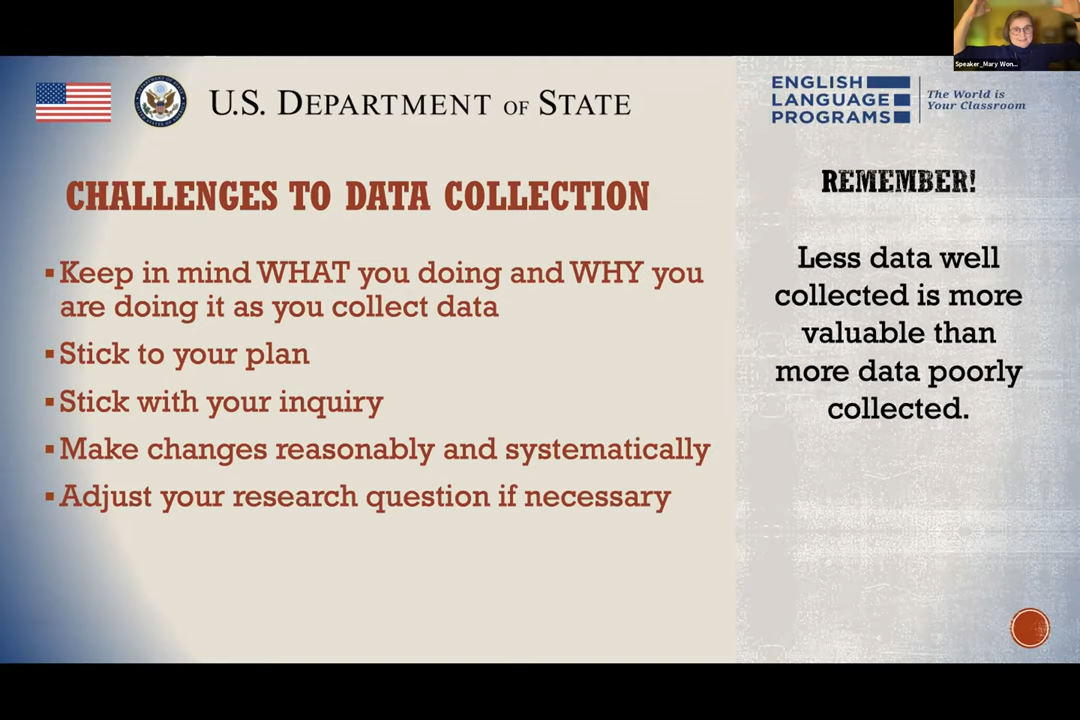 Speaker_Mary Won...
U.S. DEPARTMENT OF STATE
ENGLISH
LANGUAGE
PROGRAMS
The World is
Your Classroom
CHALLENGES TO DATA COLLECTION
▪Keep in mind WHAT you doing and WHY you
are doing it as you collect data
▪Stick to your plan
▪Stick with your inquiry
▪Make changes reasonably and systematically
▪Adjust your research question if necessary
REMEMBER!
Less data well
collected is more
valuable than
more data poorly
collected.